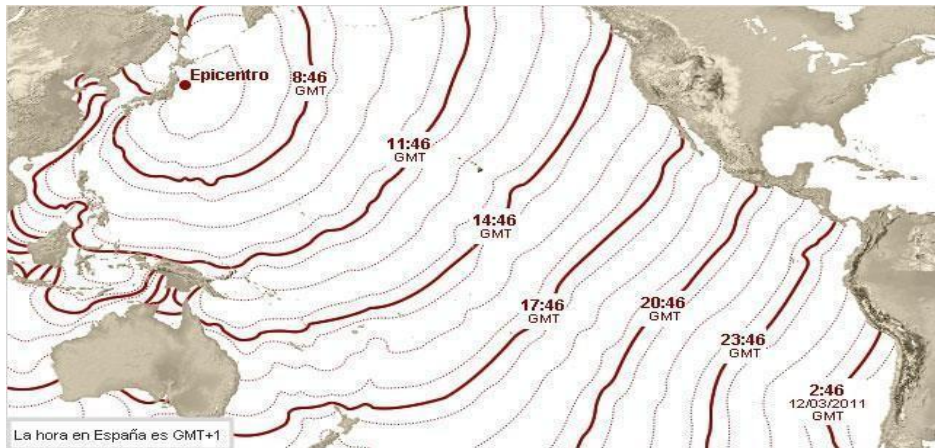 Epicentro
8:46
GMT
11:46
GMT
14:46
GMT
17:46
GMT
20:46
GMT
23:46
GMT
2:46
12/03/2011
GMT
La hora en España es GMT+1